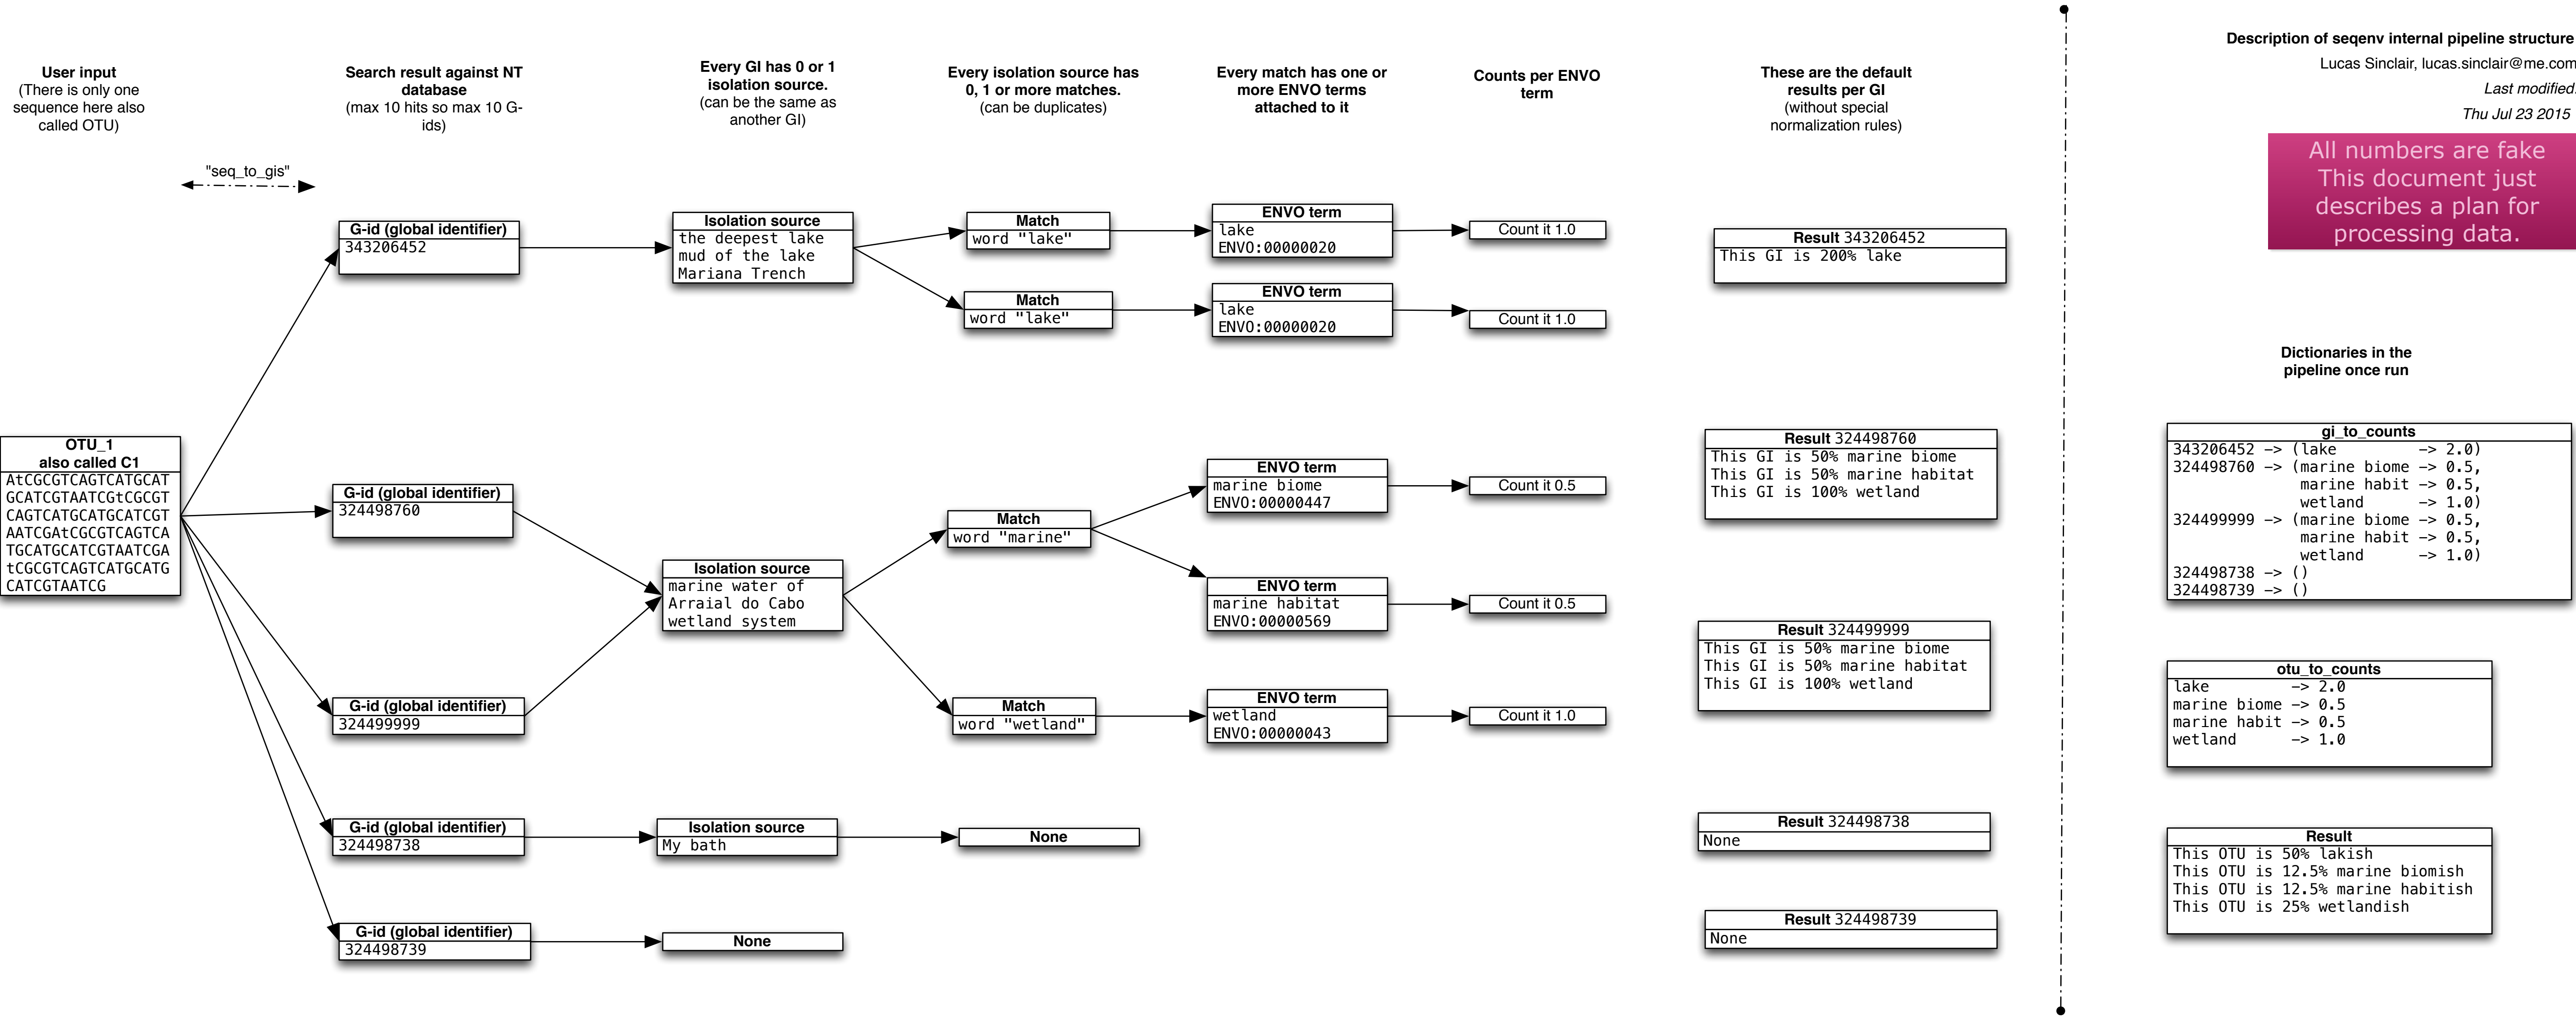 User input
(There is only one
sequence here also
called OTU)
Search result against NT
database
(max 10 hits so max 10 G-
ids)
Every GI has 0 or 1
isolation source.
(can be the same as
another GI)
Every isolation source has
0, 1 or more matches.
(can be duplicates)
Every match has one or
more ENVO terms
attached to it
Counts per ENVO
term
These are the default
results per GI
(without special
normalization rules)
"seq_to_gis"
OTU_1
also called C1
AtCGCGTCAGTCATGCAT
GCATCGTAATCGtCGCGT
CAGTCATGCATGCATCGT
AATCGAtCGCGTCAGTCA
TGCATGCATCGTAATCGA
tCGCGTCAGTCATGCATG
CATCGTAATCG
G-id (global identifier)
343206452
Isolation source
the deepest lake
mud of the lake
Mariana Trench
Match
word "lake"
ENVO term
lake
ENVO:00000020
Count it 1.0
Match
word "lake"
ENVO term
lake
ENVO:00000020
Count it 1.0
Result 343206452
This GI is 200% lake
G-id (global identifier)
324498760
G-id (global identifier)
324499999
Isolation source
marine water of
Arraial do Cabo
wetland system
Match
word "marine"
ENVO term
marine biome
ENVO:00000447
Count it 0.5
ENVO term
marine habitat
ENVO:00000569
Count it 0.5
Match
word "wetland"
ENVO term
wetland
ENVO:00000043
Count it 1.0
Result 324498760
This GI is 50% marine biome
This GI is 50% marine habitat
This GI is 100% wetland
Result 324499999
This GI is 50% marine biome
This GI is 50% marine habitat
This GI is 100% wetland
G-id (global identifier)
324498738
Isolation source
My bath
None
Result 324498738
None
G-id (global identifier)
324498739
None
Result 324498739
None
Description of seqenv internal pipeline structure
Lucas Sinclair, lucas.sinclair@me.com
Last modified:
Thu Jul 23 2015
All numbers are fake
This document just
describes a plan for
processing data.
Dictionaries in the
pipeline once run
gi_to_counts
343206452 -> (lake -> 2.0)
324498760 -> (marine biome -> 0.5,
marine habit -> 0.5,
wetland -> 1.0)
324499999 -> (marine biome -> 0.5,
marine habit -> 0.5,
wetland -> 1.0)
324498738 -> ()
324498739 -> ()
otu_to_counts
lake -> 2.0
marine biome -> 0.5
marine habit -> 0.5
wetland -> 1.0
Result
This OTU is 50% lakish
This OTU is 12.5% marine biomish
This OTU is 12.5% marine habitish
This OTU is 25% wetlandish